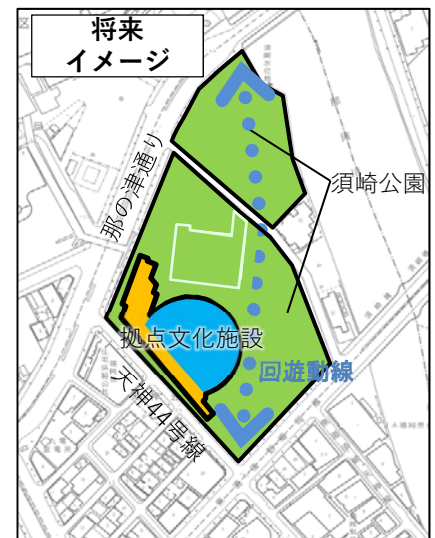 将来
イメージ
那の津通り
須崎公園
拠点文化施設
回遊動線
天神44号線